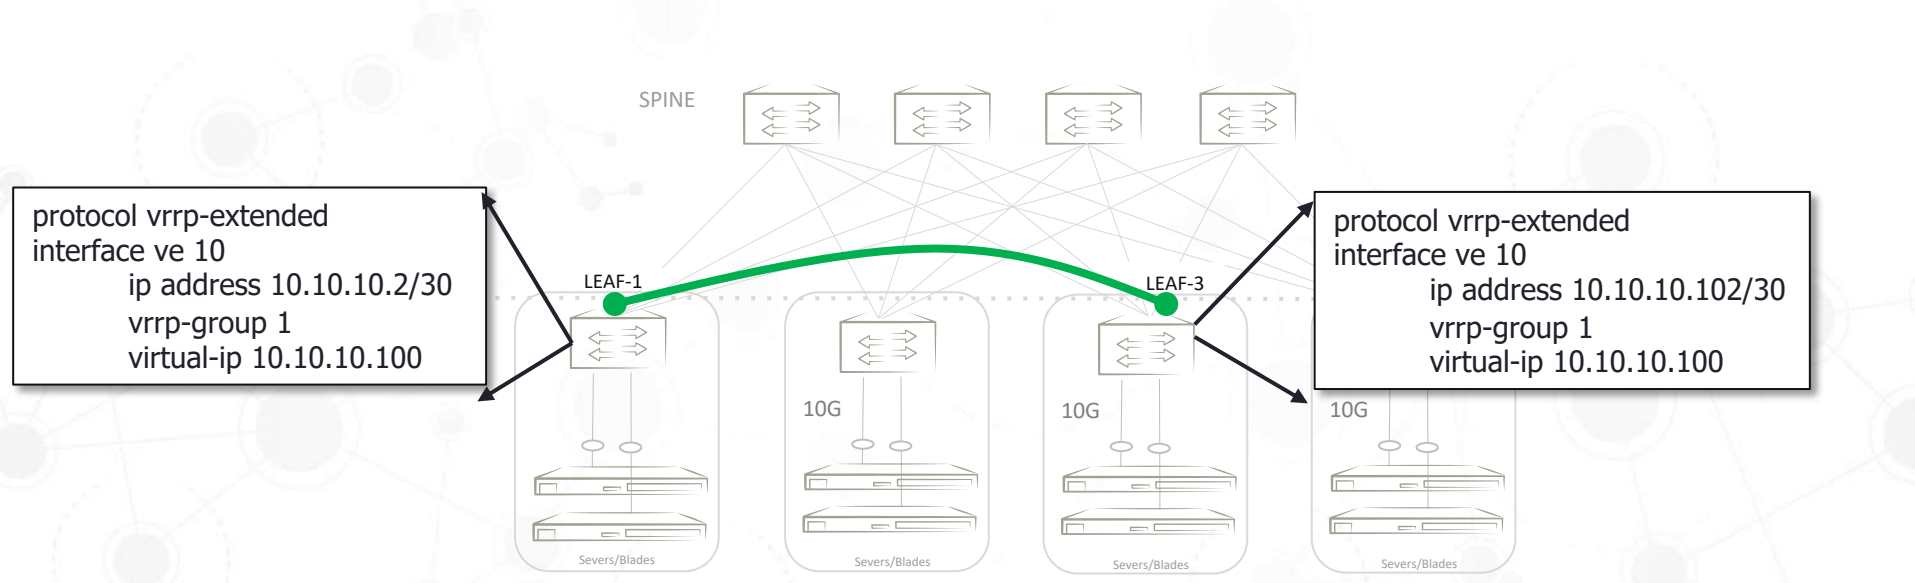 SPINE
protocol vrrp-extended
interface ve 10
ip address 10.10.10.2/30
vrrp-group 1
virtual-ip 10.10.10.100
LEAF-1
LEAF-3
protocol vrrp-extended
interface ve 10
ip address 10.10.10.102/30
vrrp-group 1
virtual-ip 10.10.10.100
10G
10G
10G
Severs/Blades
Severs/Blades
Severs/Blades
Severs/Blades